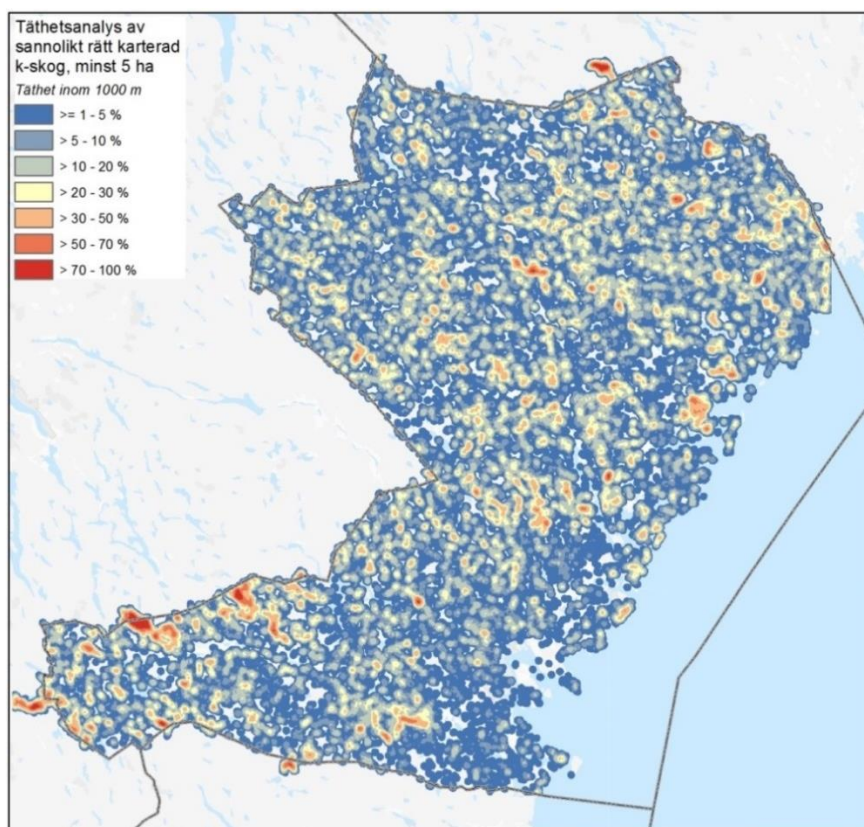 Täthetsanalys av
sannolikt rätt karterad
k-skog, minst 5 ha
Täthet inom 1000 m
>= 1 - 5 %
> 5 - 10 %
> 10 - 20 %
> 20 - 30 %
> 30 - 50 %
> 50 - 70 %
> 70 - 100 %